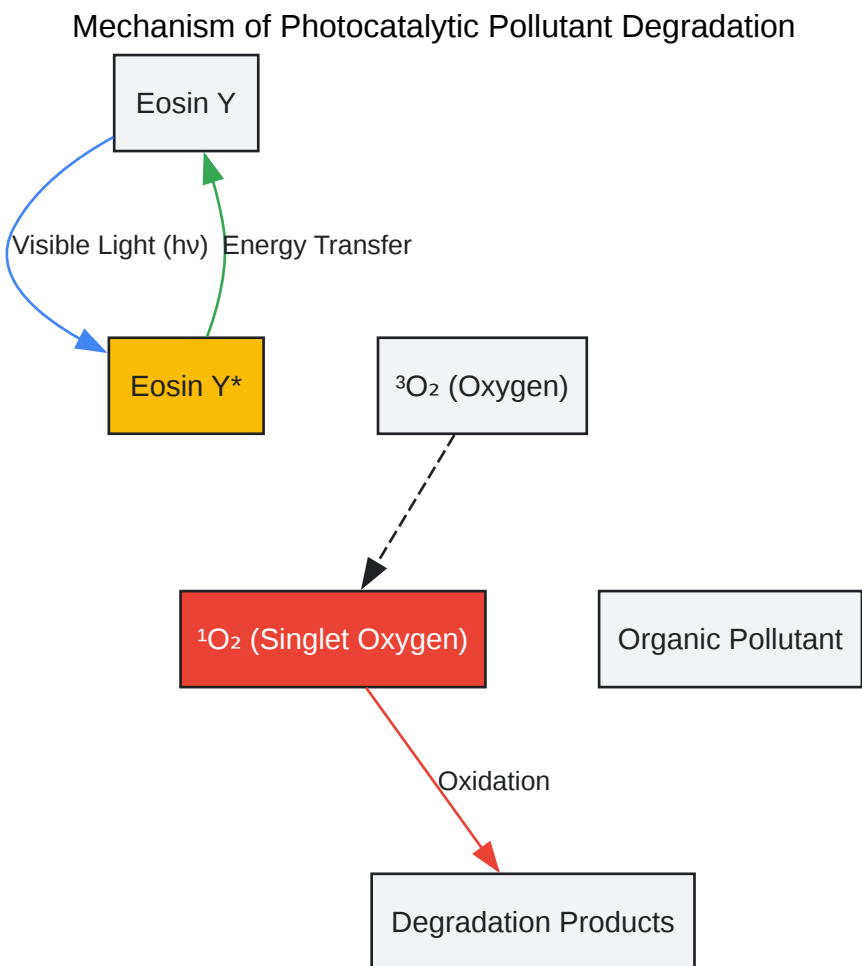 Mechanism of Photocatalytic Pollutant Degradation
Eosin Y
Visible Light (hν)
Energy Transfer
Eosin Y*
³O₂ (Oxygen)
¹O₂ (Singlet Oxygen)
Organic Pollutant
Oxidation
Degradation Products